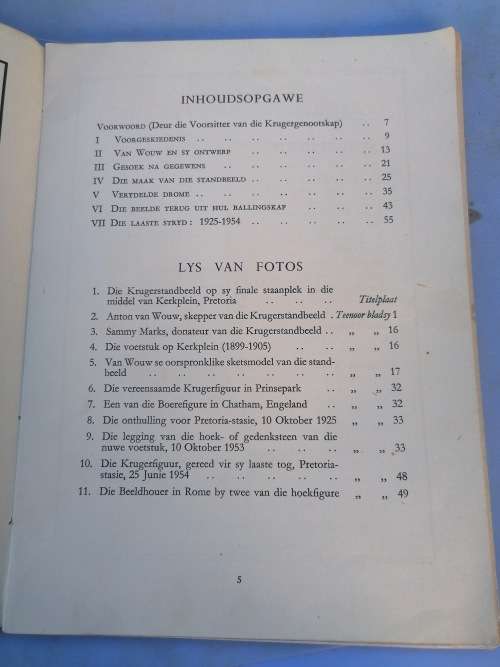 INHOUDSOPGAWE
VOORWOORD (Deur die Voorsitter van die Krugergenootskap) .. 7
I VOORGESKIEDENIS .. .. .. .. .. .. .. 9
II VAN WOUW EN SY ONTWERP .. .. .. .. 13
III GESOEK NA GEGEWENS .. .. .. .. .. 21
IV DIE MAAK VAN DIE STANDBEELD .. .. .. .. 25
V VERYDELDE DROME .. .. .. .. .. .. 35
VI DIE BEELDE TERUG UIT HUL BALLINGSKAP .. .. .. 43
VII DIE LAASTE STRYD: 1925-1954 .. .. .. .. 55
LYS VAN FOTOS
1. Die Krugerstandbeeld op sy finale staanplek in die
middel van Kerkplein, Pretoria .. .. .. Titelplaat
2. Anton van Wouw, skepper van die Krugerstandbeeld . Teenoor bladsy 1
3. Sammy Marks, donateur van die Krugerstandbeeld .. „ „ 16
4. Die voetstuk op Kerkplein (1899-1905) .. .. „ „ 16
5. Van Wouw se oorspronklike sketsmodel van die stand-
beeld .. .. .. .. .. .. .. „ „ 17
6. Die vereensaamde Krugerfiguur in Prinsepark .. „ „ 32
7. Een van die Boerefigure in Chatham, Engeland .. „ „ 32
8. Die onthulling voor Pretoria-stasie, 10 Oktober 1925 „ „ 33
9. Die legging van die hoek- of gedenksteen van die
nuwe voetstuk, 10 Oktober 1953 .. .. .. „ „ 33
10. Die Krugerfiguur, gereed vir sy laaste tog, Pretoria-
stasie, 25 Junie 1954 .. .. .. .. .. „ „ 48
11. Die Beeldhouer in Rome by twee van die hoekfigure „ „ 49
5